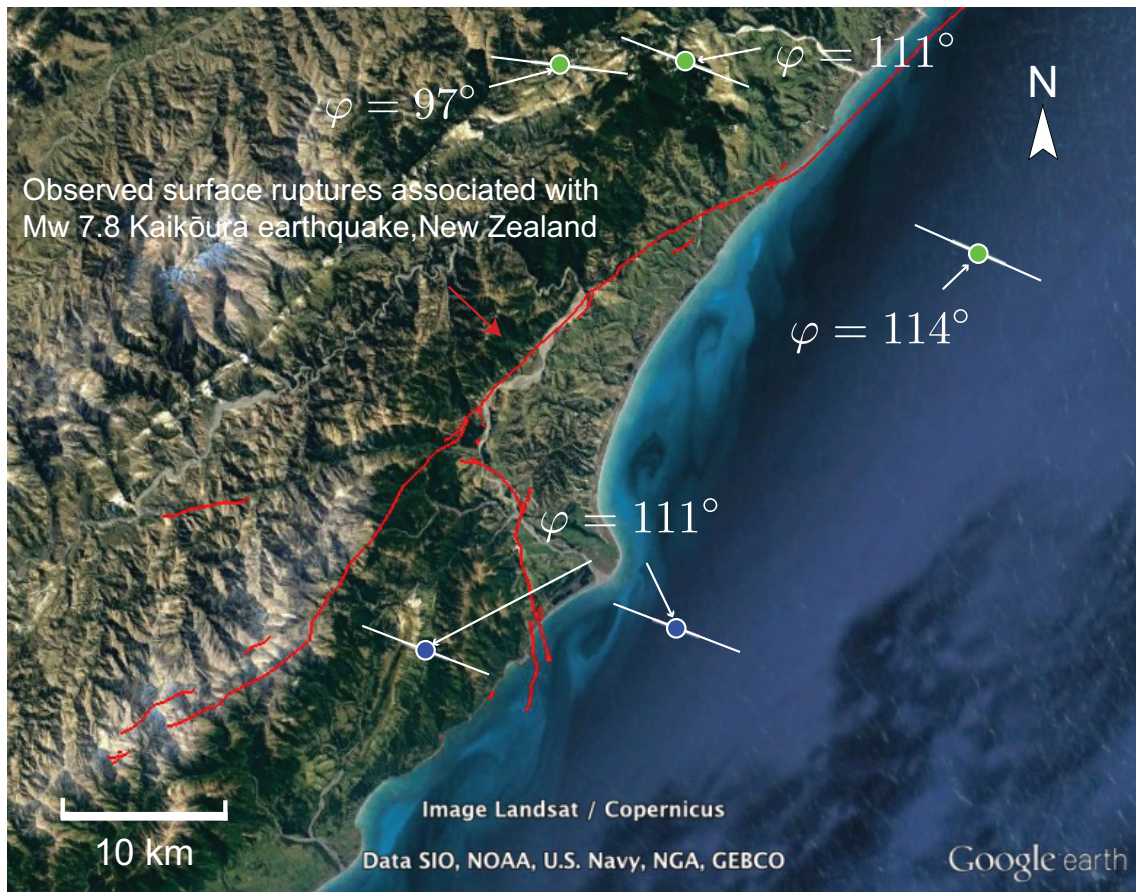 φ = 111°
φ = 97°
N
Observed surface ruptures associated with
Mw 7.8 Kaikōura earthquake,New Zealand
φ = 114°
φ = 111°
10 km
Image Landsat / Copernicus
Data SIO, NOAA, U.S. Navy, NGA, GEBCO
Google earth